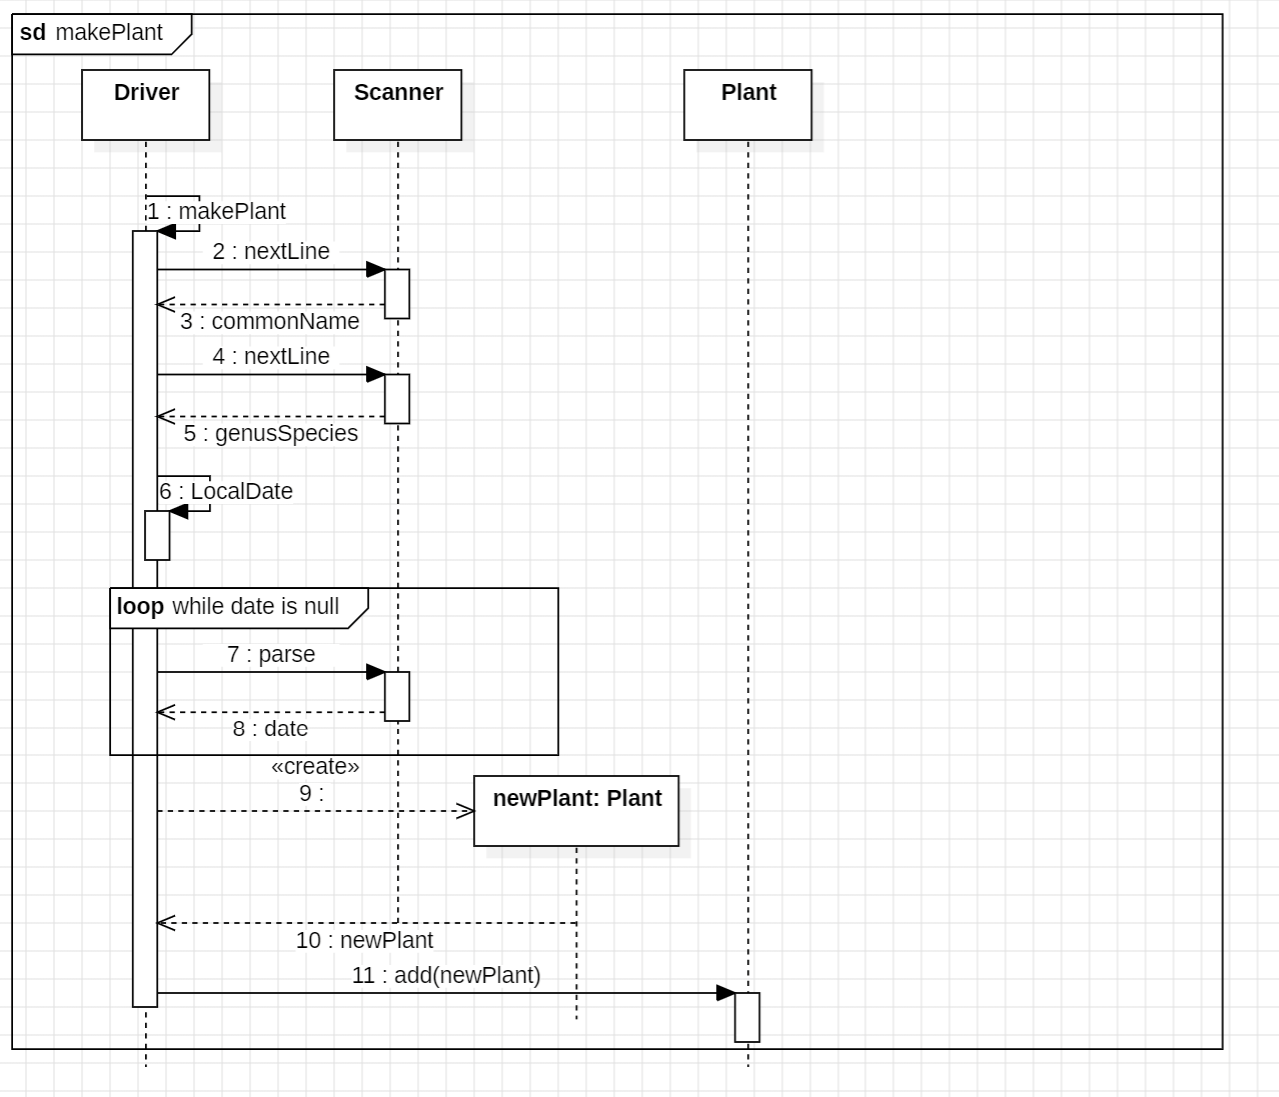 sd makePlant
Driver
Scanner
Plant
1 : makePlant
2 : nextLine
3 : commonName
4 : nextLine
5 : genusSpecies
6 : LocalDate
loop while date is null
7 : parse
8 : date
«create»
9 :
newPlant: Plant
10 : newPlant
11 : add(newPlant)